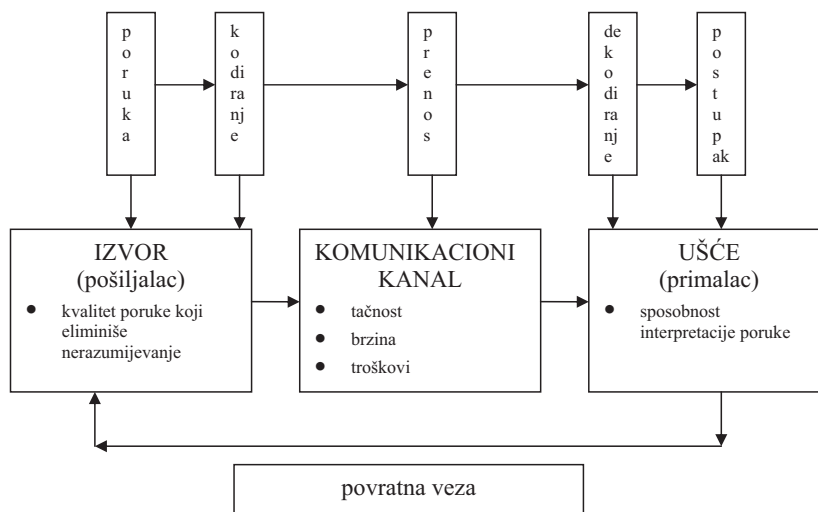 poruka
kodiranje
prenos
dekodiranje
postupak
IZVOR
(pošiljalac)
● kvalitet poruke koji
eliminiše
nerazumijevanje
KOMUNIKACIONI
KANAL
● tačnost
● brzina
● troškovi
UŠĆE
(primalac)
● sposobnost
interpretacije poruke
povratna veza